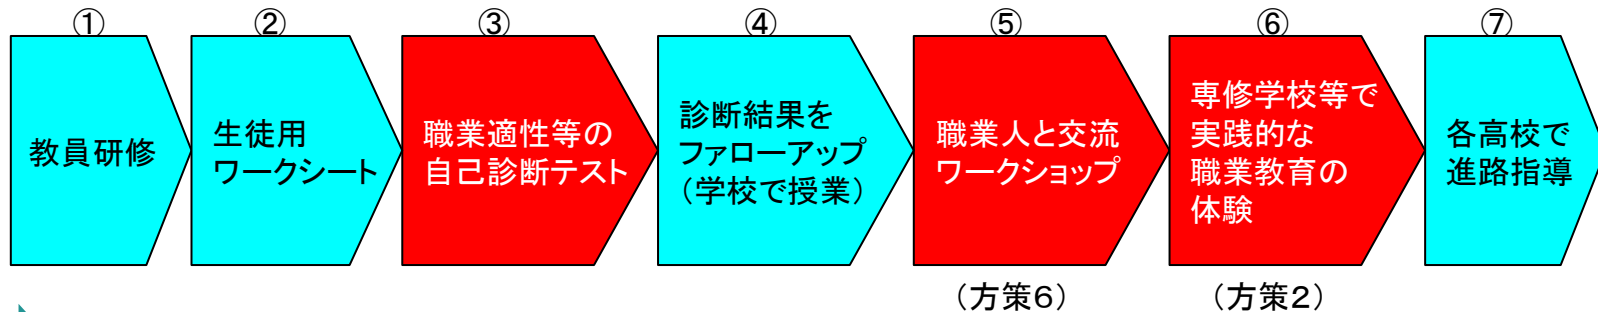 ①
教員研修
②
生徒用
ワークシート
③
職業適性等の
自己診断テスト
④
診断結果を
ファローアップ
（学校で授業）
⑤
職業人と交流
ワークショップ
（方策６）
⑥
専修学校等で
実践的な
職業教育の
体験
（方策２）
⑦
各高校で
進路指導